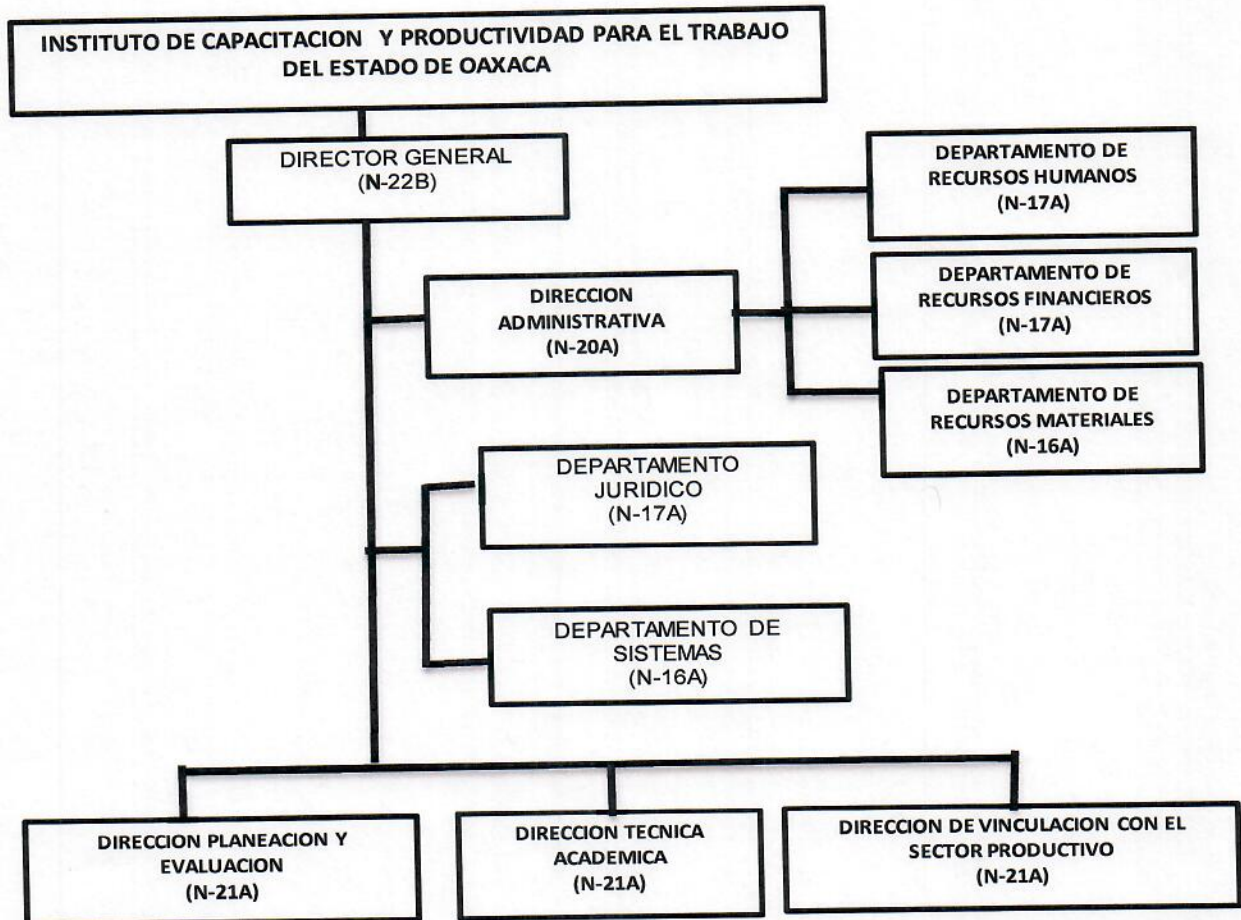 INSTITUTO DE CAPACITACION Y PRODUCTIVIDAD PARA EL TRABAJO
DEL ESTADO DE OAXACA
DIRECTOR GENERAL
(N-22B)
DEPARTAMENTO DE
RECURSOS HUMANOS
(N-17A)
DIRECCION
ADMINISTRATIVA
(N-20A)
DEPARTAMENTO DE
RECURSOS FINANCIEROS
(N-17A)
DEPARTAMENTO DE
RECURSOS MATERIALES
(N-16A)
DEPARTAMENTO
JURIDICO
(N-17A)
DEPARTAMENTO DE
SISTEMAS
(N-16A)
DIRECCION PLANEACION Y
EVALUACION
(N-21A)
DIRECCION TECNICA
ACADEMICA
(N-21A)
DIRECCION DE VINCULACION CON EL
SECTOR PRODUCTIVO
(N-21A)